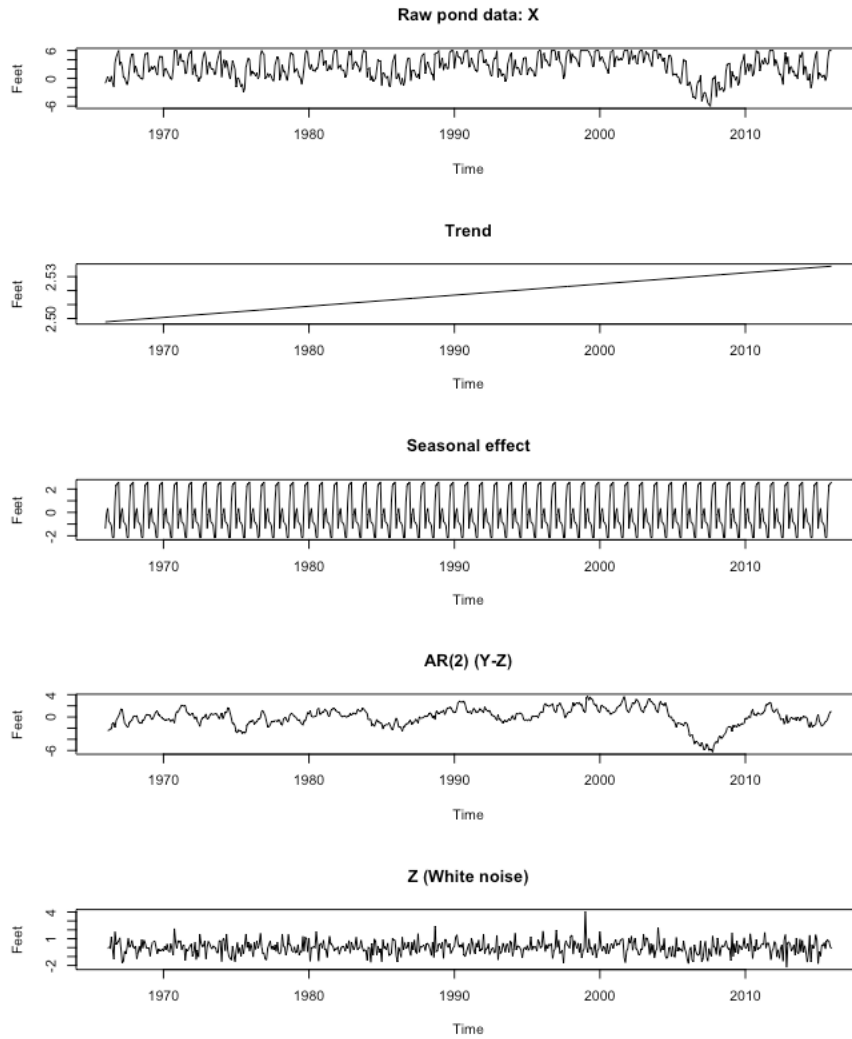 Raw pond data: X
Feet
6
0
-6
1970 1980 1990 2000 2010
Time
Trend
Feet
2.53
2.50
1970 1980 1990 2000 2010
Time
Seasonal effect
Feet
2
0
-2
1970 1980 1990 2000 2010
Time
AR(2) (Y-Z)
Feet
4
0
-6
1970 1980 1990 2000 2010
Time
Z (White noise)
Feet
4
1
-2
1970 1980 1990 2000 2010
Time